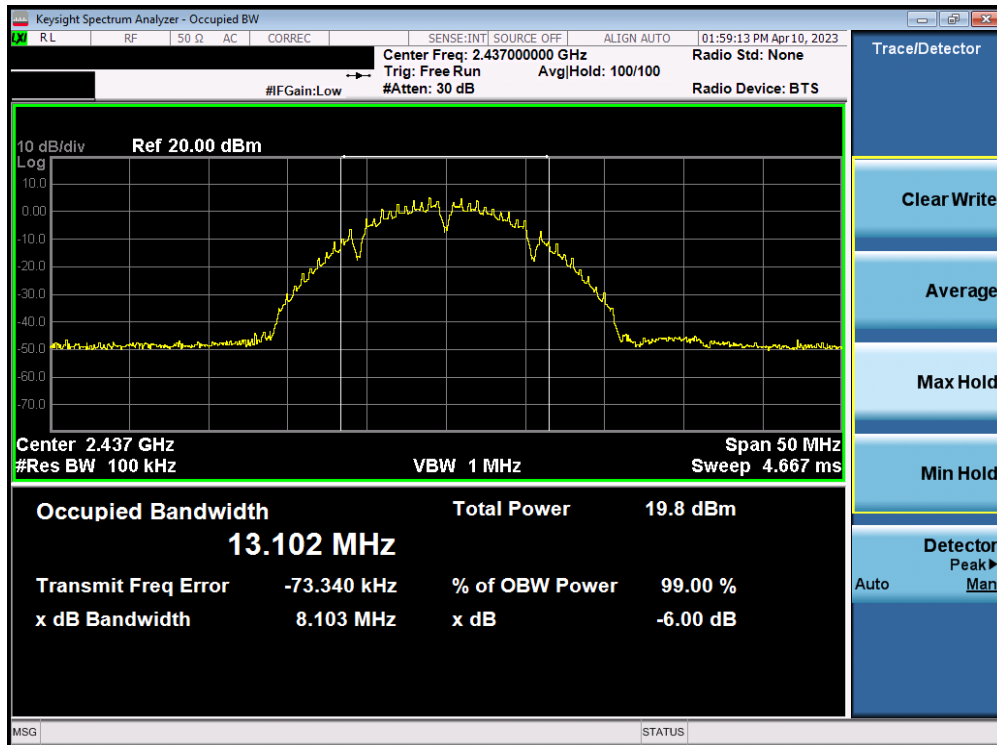 Keysight Spectrum Analyzer - Occupied BW
LXI RL RF 50 Ω AC CORREC SENSE:INT SOURCE OFF ALIGN AUTO 01:59:13 PM Apr 10, 2023
Center Freq: 2.437000000 GHz Radio Std: None
Trig: Free Run Avg|Hold: 100/100
#IFGain:Low #Atten: 30 dB Radio Device: BTS
10 dB/div Ref 20.00 dBm
Log
10.0
0.00
-10.0
-20.0
-30.0
-40.0
-50.0
-60.0
-70.0
Center 2.437 GHz Span 50 MHz
#Res BW 100 kHz VBW 1 MHz Sweep 4.667 ms
Occupied Bandwidth Total Power 19.8 dBm
13.102 MHz
Transmit Freq Error -73.340 kHz % of OBW Power 99.00 %
x dB Bandwidth 8.103 MHz x dB -6.00 dB
MSG STATUS
Trace/Detector
Clear Write
Average
Max Hold
Min Hold
Detector
Peak▶
Auto Man